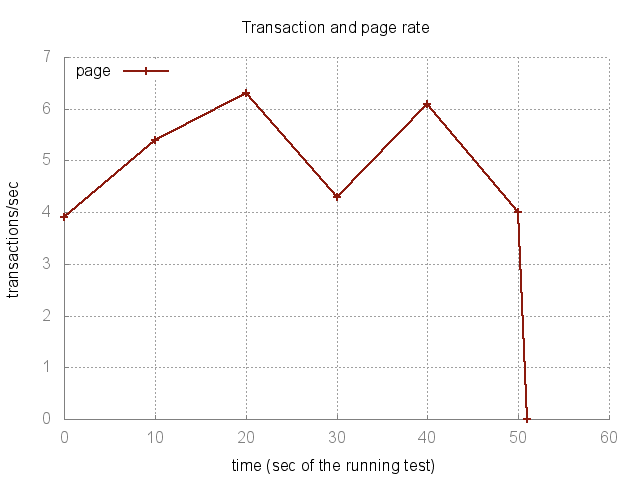 Transaction and page rate
7
page
6
5
4
3
2
1
0
transactions/sec
0 10 20 30 40 50 60
time (sec of the running test)